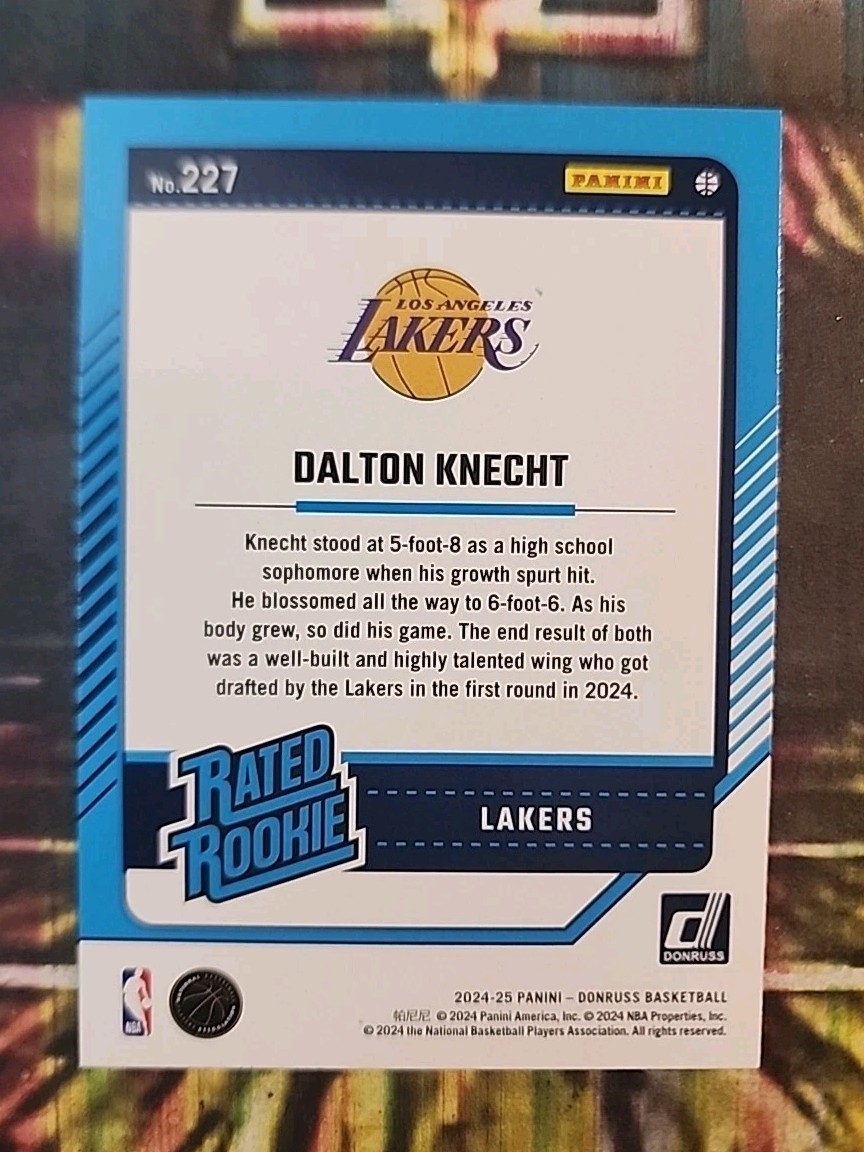 No.227
PANINI
LOS ANGELES
LAKERS
DALTON KNECHT
Knecht stood at 5-foot-8 as a high school
sophomore when his growth spurt hit.
He blossomed all the way to 6-foot-6. As his
body grew, so did his game. The end result of both
was a well-built and highly talented wing who got
drafted by the Lakers in the first round in 2024.
RATED
ROOKIE
LAKERS
DONRUSS
NBA
2024-25 PANINI – DONRUSS BASKETBALL
帕尼尼 © 2024 Panini America, Inc. © 2024 NBA Properties, Inc.
© 2024 the National Basketball Players Association. All rights reserved.